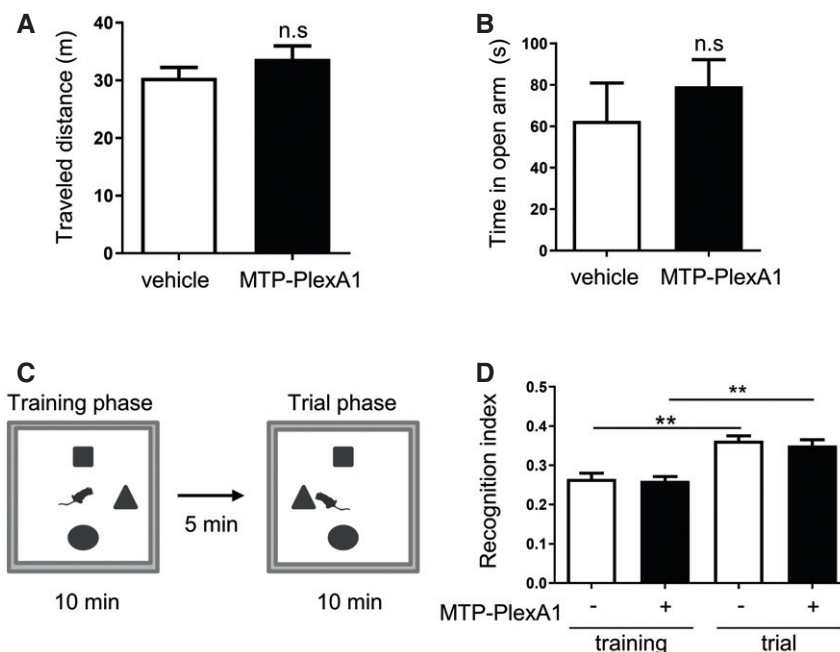 A
Traveled distance (m)
40
30
20
10
0
n.s
vehicle MTP-PlexA1
B
Time in open arm (s)
100
80
60
40
20
0
n.s
vehicle MTP-PlexA1
C
Training phase
Trial phase
5 min
10 min
10 min
D
Recognition index
0.5
0.4
0.3
0.2
0.1
0.0
**
**
MTP-PlexA1 - + - +
training trial